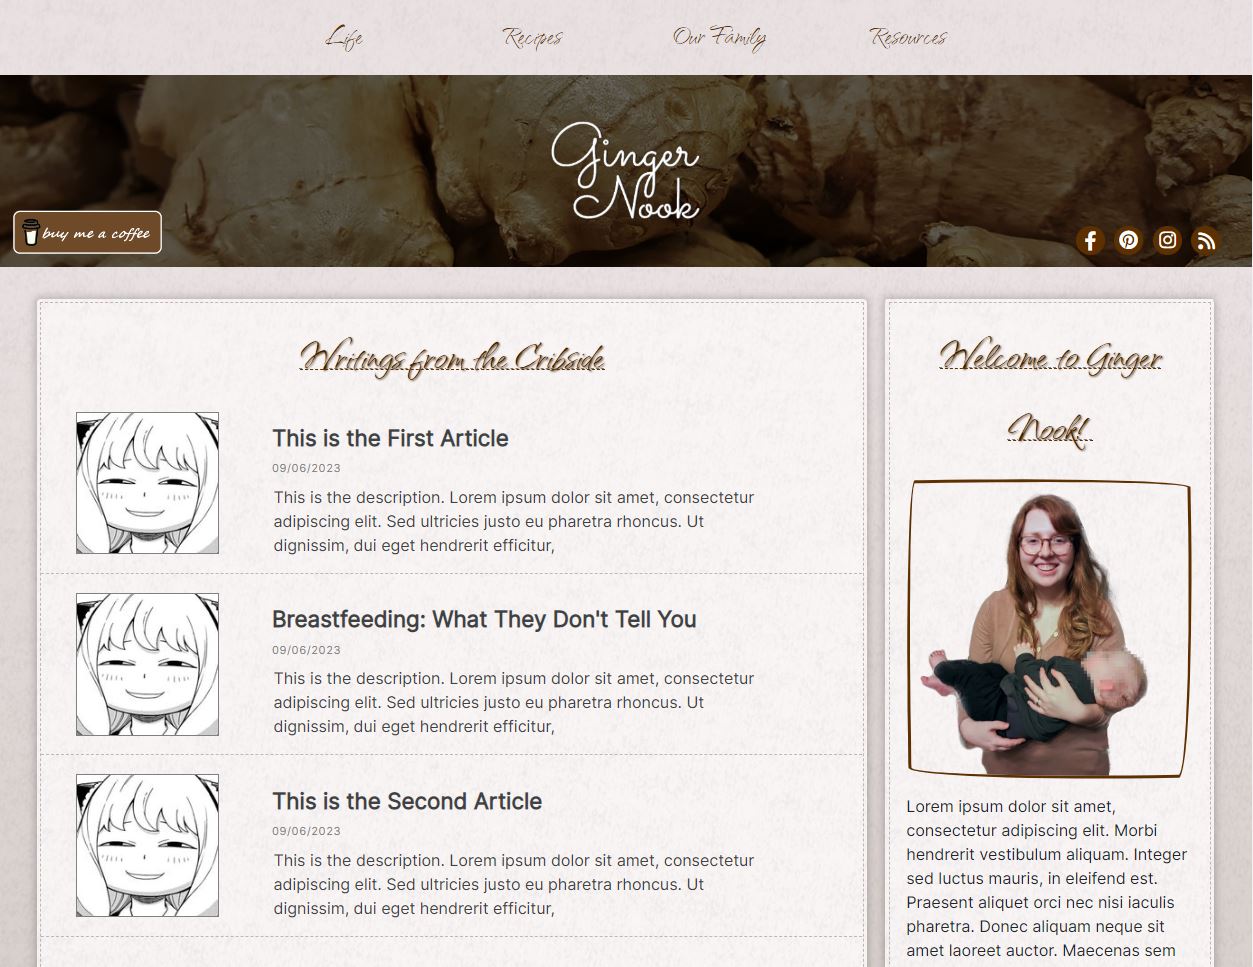 Life
Recipes
Our Family
Resources
Ginger
Nook
buy me a coffee
Writings from the Cribside
This is the First Article
09/06/2023
This is the description. Lorem ipsum dolor sit amet, consectetur
adipiscing elit. Sed ultricies justo eu pharetra rhoncus. Ut
dignissim, dui eget hendrerit efficitur,
Breastfeeding: What They Don't Tell You
09/06/2023
This is the description. Lorem ipsum dolor sit amet, consectetur
adipiscing elit. Sed ultricies justo eu pharetra rhoncus. Ut
dignissim, dui eget hendrerit efficitur,
This is the Second Article
09/06/2023
This is the description. Lorem ipsum dolor sit amet, consectetur
adipiscing elit. Sed ultricies justo eu pharetra rhoncus. Ut
dignissim, dui eget hendrerit efficitur,
Welcome to Ginger
Nook!
Lorem ipsum dolor sit amet,
consectetur adipiscing elit. Morbi
hendrerit vestibulum aliquam. Integer
sed luctus mauris, in eleifend est.
Praesent aliquet orci nec nisi iaculis
pharetra. Donec aliquam neque sit
amet laoreet auctor. Maecenas sem